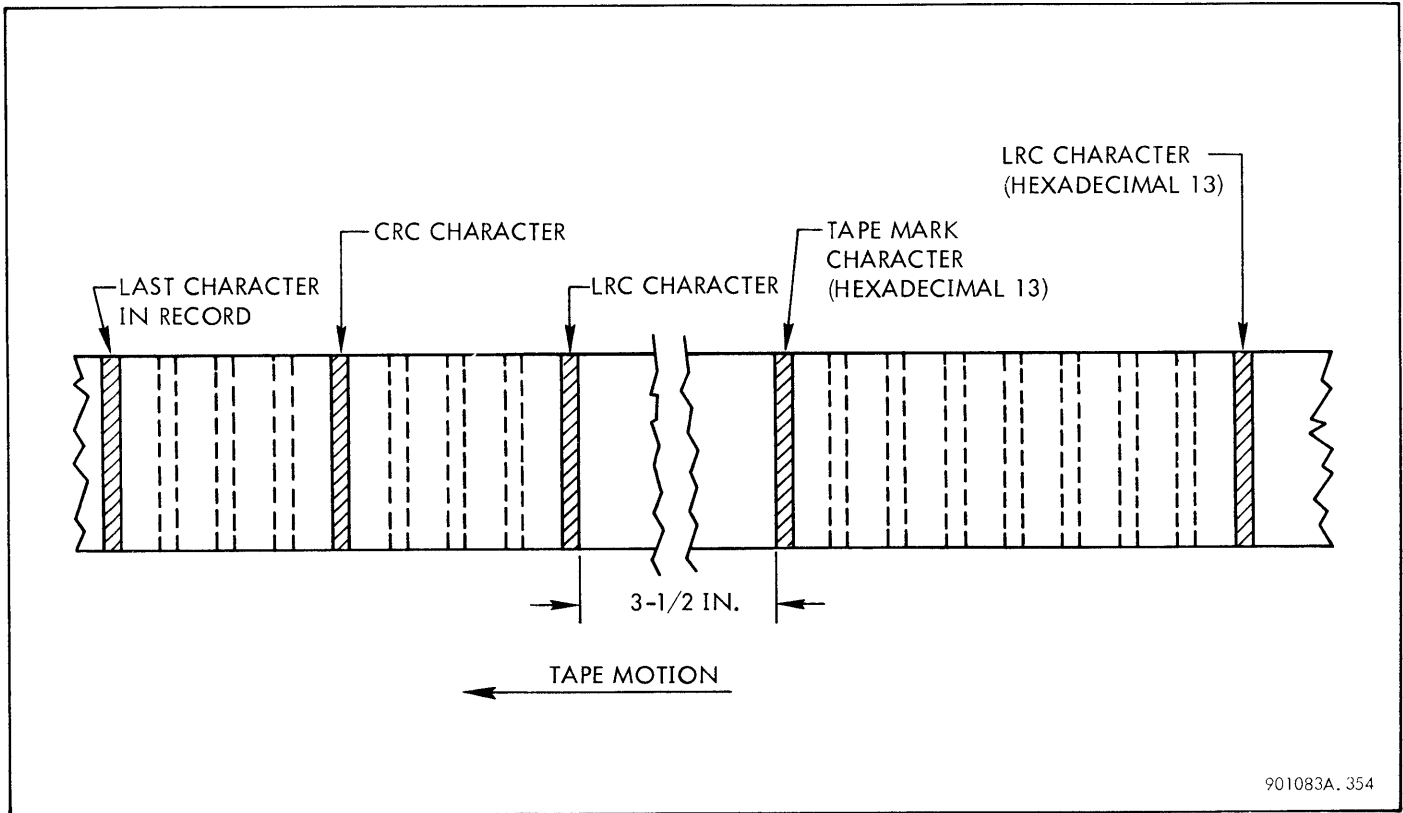 LRC CHARACTER
(HEXADECIMAL 13)
CRC CHARACTER
TAPE MARK
CHARACTER
(HEXADECIMAL 13)
LAST CHARACTER
IN RECORD
LRC CHARACTER
3-1/2 IN.
TAPE MOTION
901083A. 354